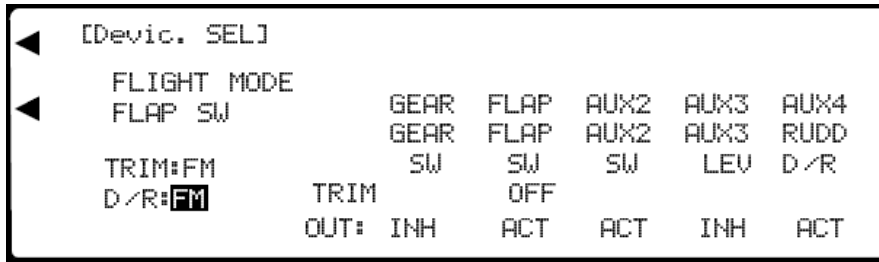 [Devic. SEL]
FLIGHT MODE
FLAP SW GEAR FLAP AUX2 AUX3 AUX4
GEAR FLAP AUX2 AUX3 RUDD
TRIM:FM SW SW SW LEV D/R
D/R:FM TRIM OFF
OUT: INH ACT ACT INH ACT